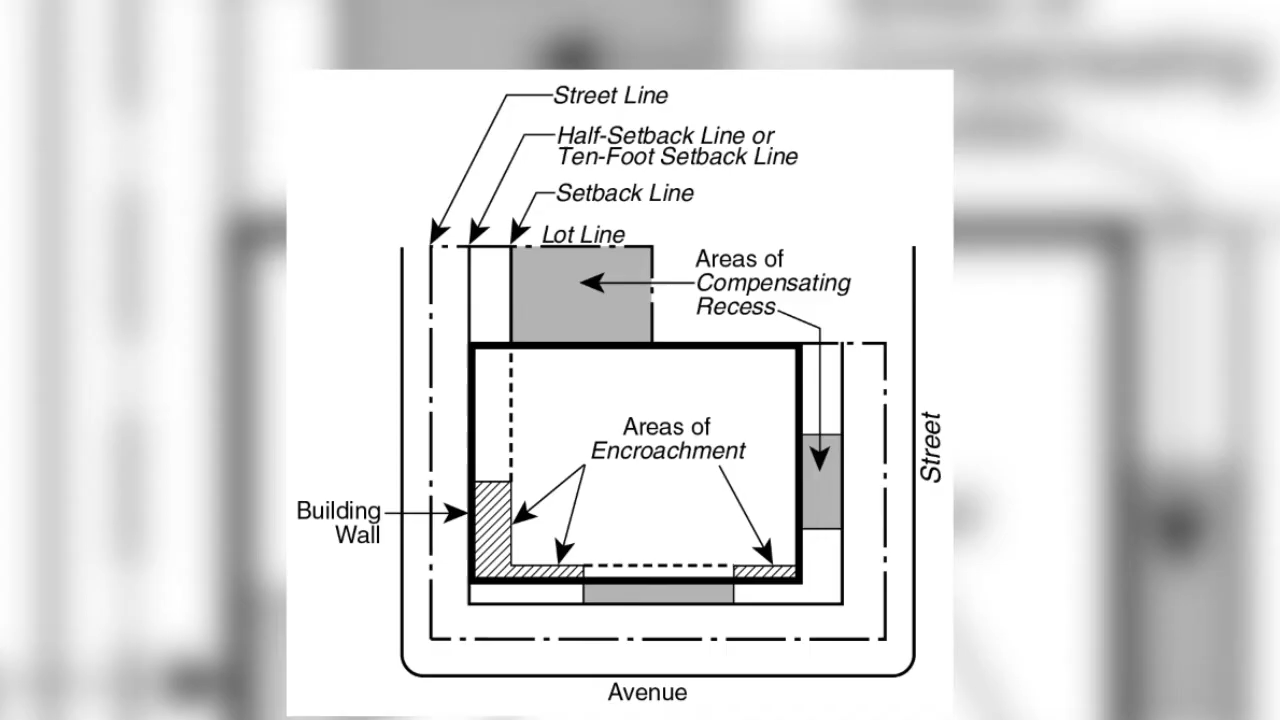 Street Line
Half-Setback Line or
Ten-Foot Setback Line
Setback Line
Lot Line
Areas of
Compensating
Recess
Areas of
Encroachment
Street
Building
Wall
Avenue